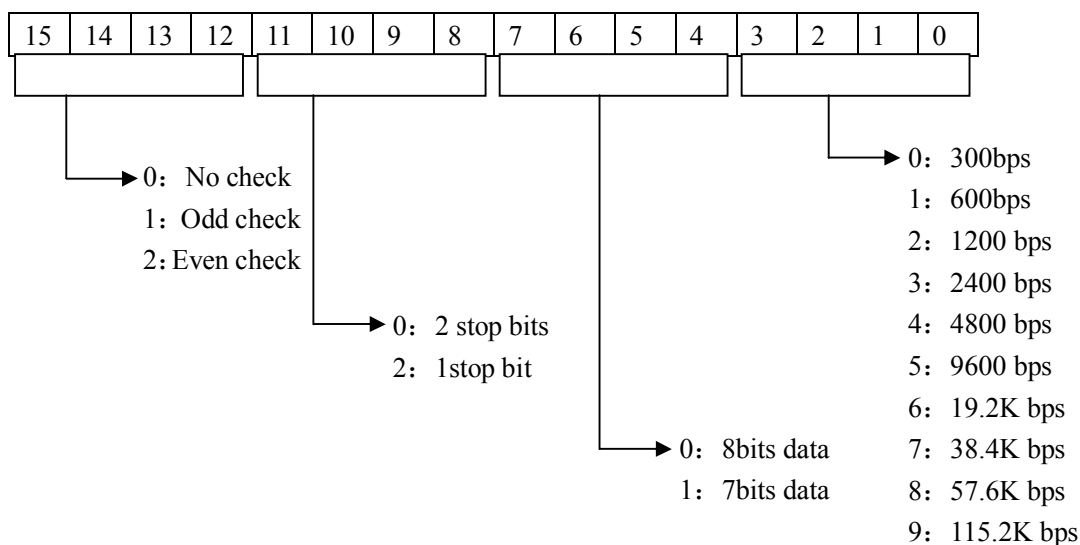 15 14 13 12 11 10 9 8 7 6 5 4 3 2 1 0
0： No check
1：Odd check
2：Even check
0： 2 stop bits
2： 1stop bit
0： 8bits data
1： 7bits data
0： 300bps
1： 600bps
2： 1200 bps
3： 2400 bps
4： 4800 bps
5： 9600 bps
6： 19.2K bps
7： 38.4K bps
8： 57.6K bps
9： 115.2K bps